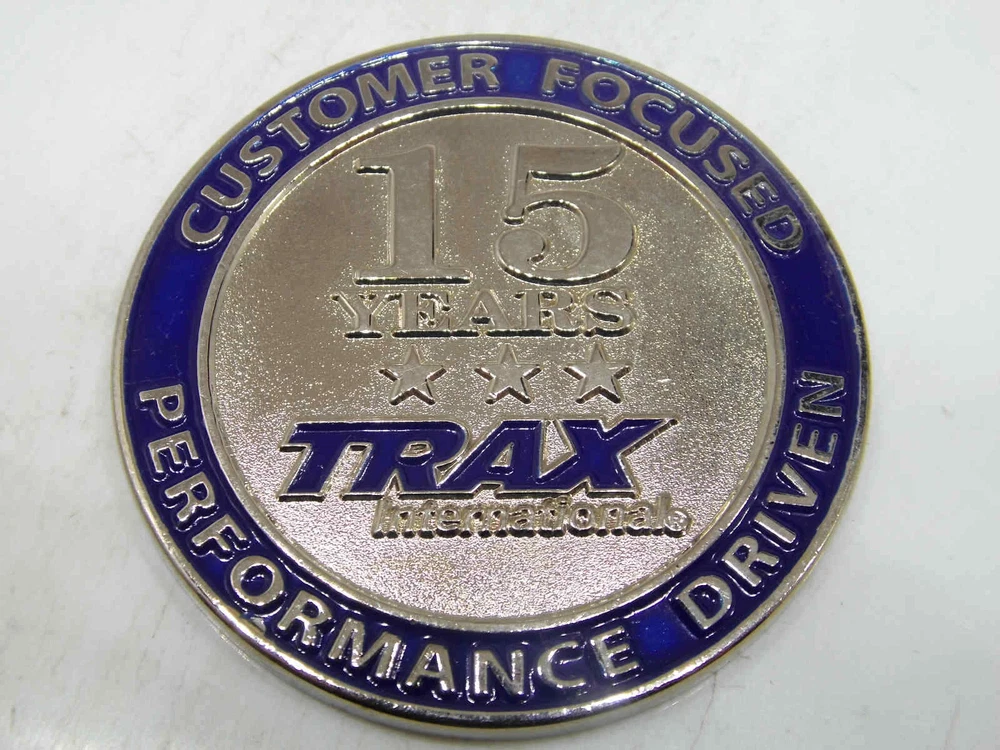 CUSTOMER FOCUSED
15
YEARS
TRAX
International®
PERFORMANCE DRIVEN